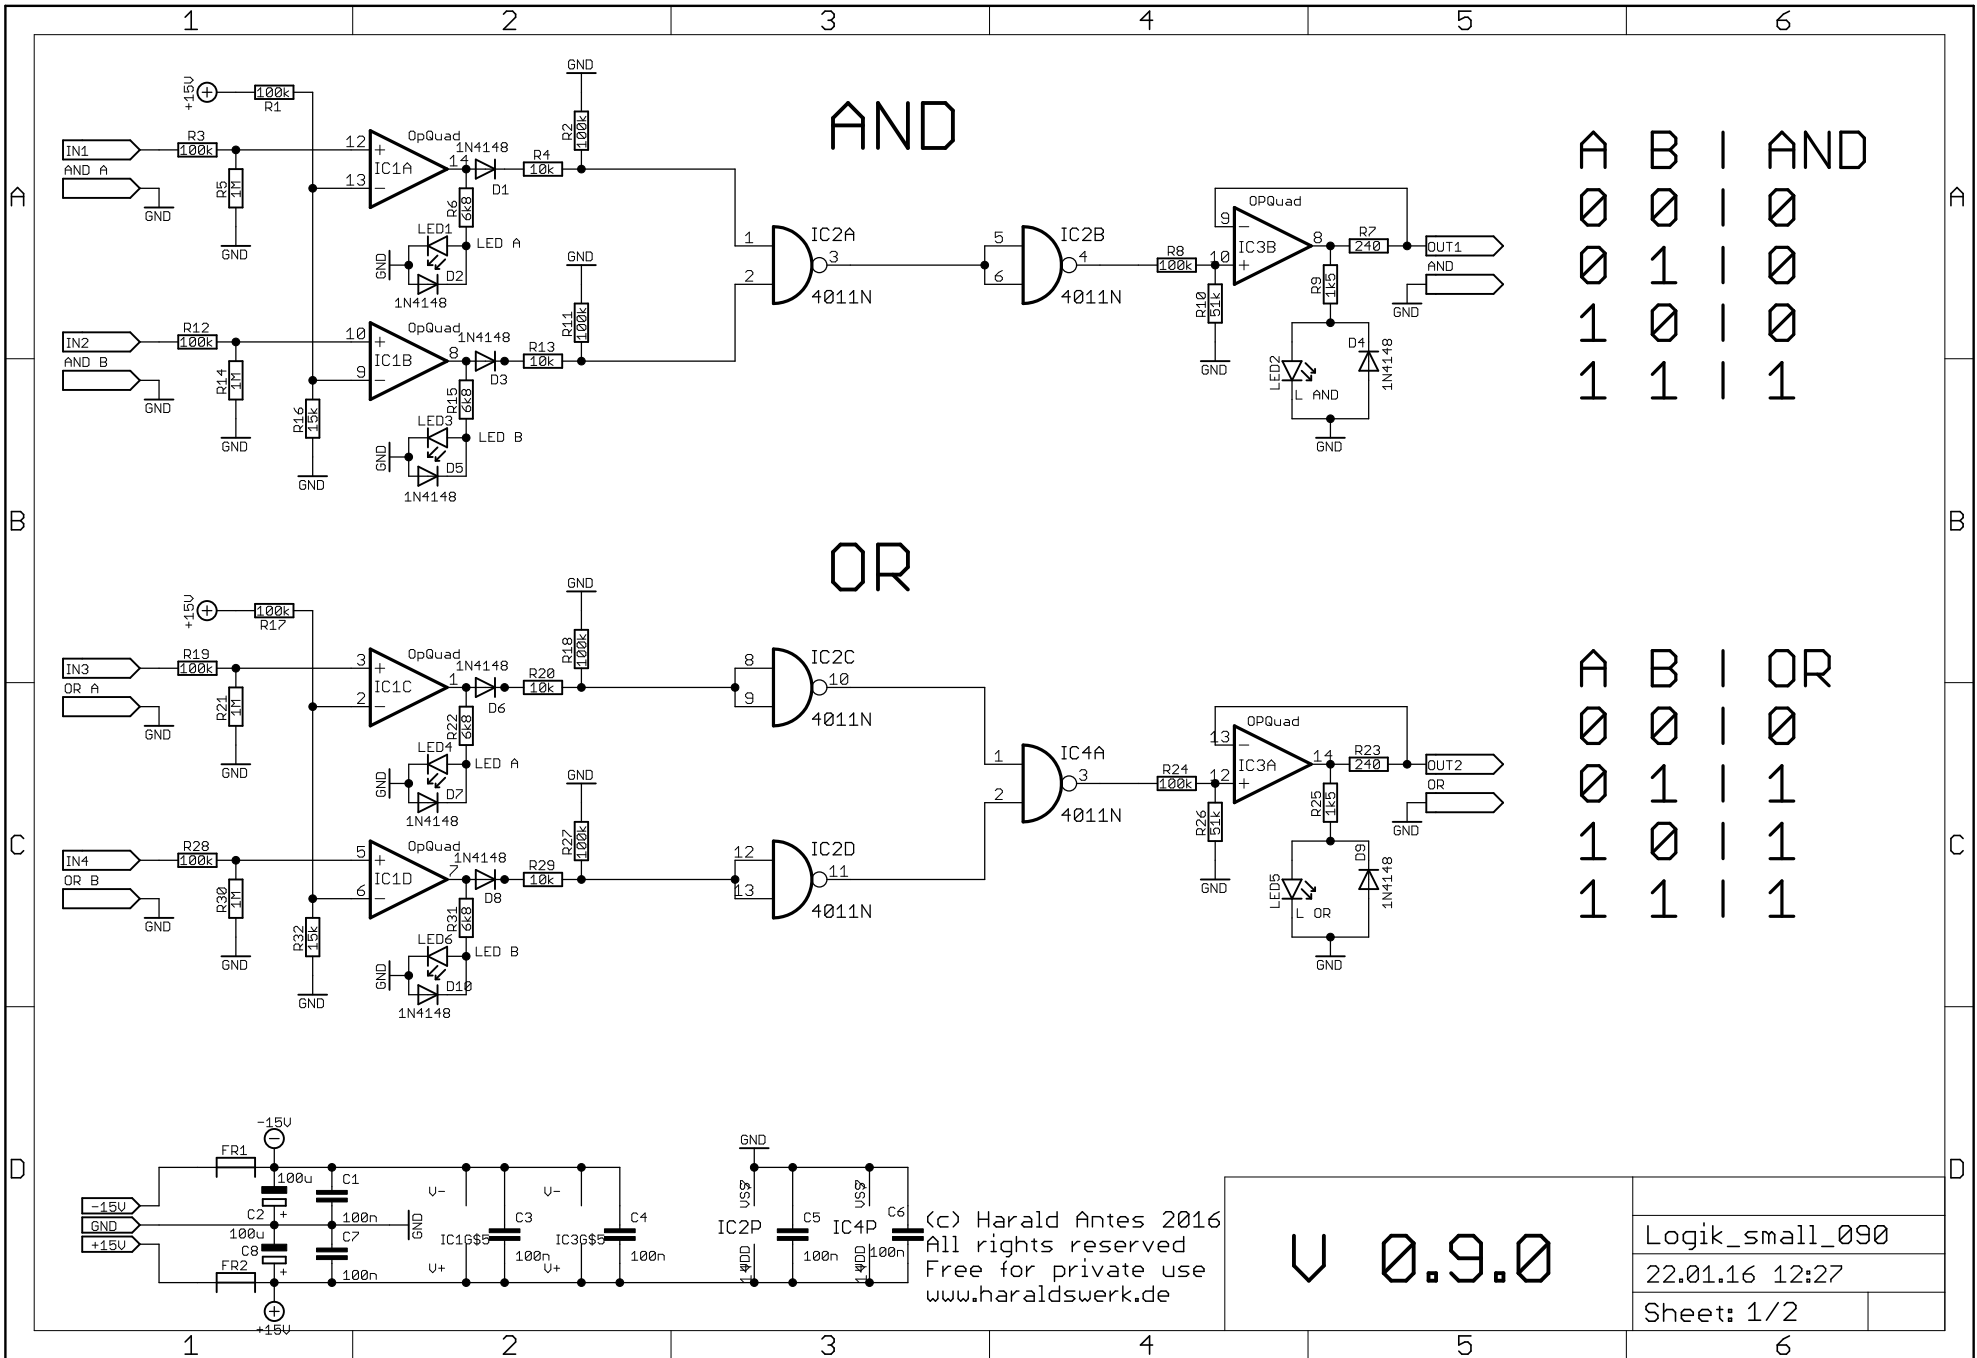 1 2 3 4 5 6
A
B
C
D
A
B
C
D
AND
+15V
100k
R1
IN1
AND A
GND
R3
100k
R5
1M
GND
12
13
OpQuad
IC1A
14
1N4148
D1
R4
10k
R2
100k
GND
R6
6k8
LED1
LED A
GND
D2
1N4148
IN2
AND B
GND
R12
100k
R14
1M
GND
R16
15k
GND
10
9
OpQuad
IC1B
8
1N4148
D3
R13
10k
R11
100k
GND
R15
6k8
LED3
LED B
GND
D5
1N4148
1
2
IC2A
3
4011N
5
6
IC2B
4
4011N
R8
100k
R10
51k
GND
OPQuad
9
10
IC3B
8
R7
240
OUT1
AND
GND
R9
1k5
LED2
L AND
D4
1N4148
GND
A B | AND
0 0 | 0
0 1 | 0
1 0 | 0
1 1 | 1
OR
+15V
100k
R17
IN3
OR A
GND
R19
100k
R21
1M
GND
3
2
OpQuad
IC1C
1
1N4148
D6
R20
10k
R18
100k
GND
R22
6k8
LED4
LED A
GND
D7
1N4148
IN4
OR B
GND
R28
100k
R30
1M
GND
R32
15k
GND
5
6
OpQuad
IC1D
7
1N4148
D8
R29
10k
R27
100k
GND
R31
6k8
LED6
LED B
GND
D10
1N4148
8
9
IC2C
10
4011N
12
13
IC2D
11
4011N
1
2
IC4A
3
4011N
R24
100k
R26
51k
GND
OPQuad
13
12
IC3A
14
R23
240
OUT2
OR
GND
R25
1k5
LED5
L OR
D9
1N4148
GND
A B | OR
0 0 | 0
0 1 | 1
1 0 | 1
1 1 | 1
-15V
GND
+15V
FR1
FR2
-15V
100u
C2
100u
C8
+15V
C1
100n
C7
100n
GND
V-
IC1G$5
V+
C3
100n
V-
IC3G$5
V+
C4
100n
GND
VSS
7
IC2P
14
VDD
C5
100n
VSS
7
IC4P
14
VDD
C6
100n
(c) Harald Antes 2016
All rights reserved
Free for private use
www.haraldswerk.de
V 0.9.0
Logik_small_090
22.01.16 12:27
Sheet: 1/2
1 2 3 4 5 6